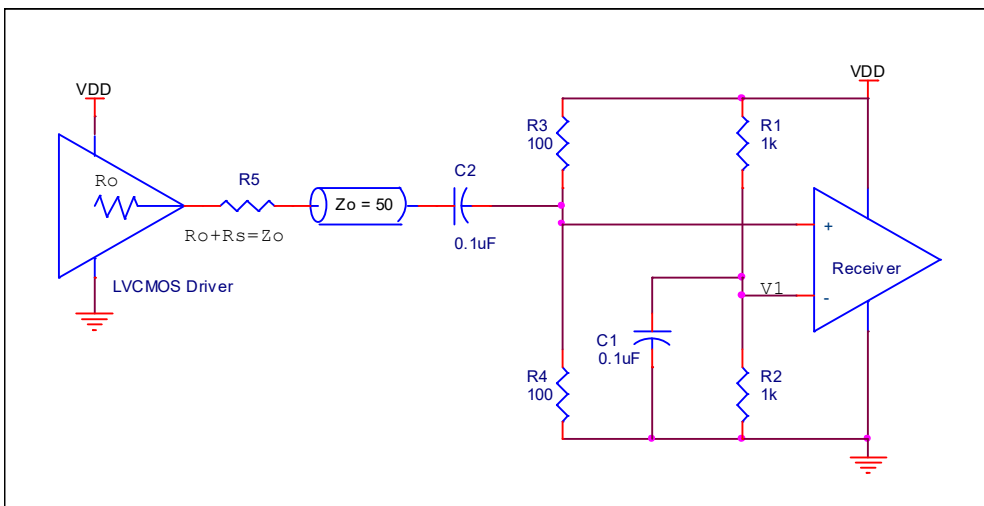 VDD
VDD
R3
100
R1
1k
C2
Ro
R5
Zo = 50
+
0.1uF
Ro+Rs=Zo
Receiver
LVCMOS Driver
V1
-
C1
0.1uF
R4
100
R2
1k